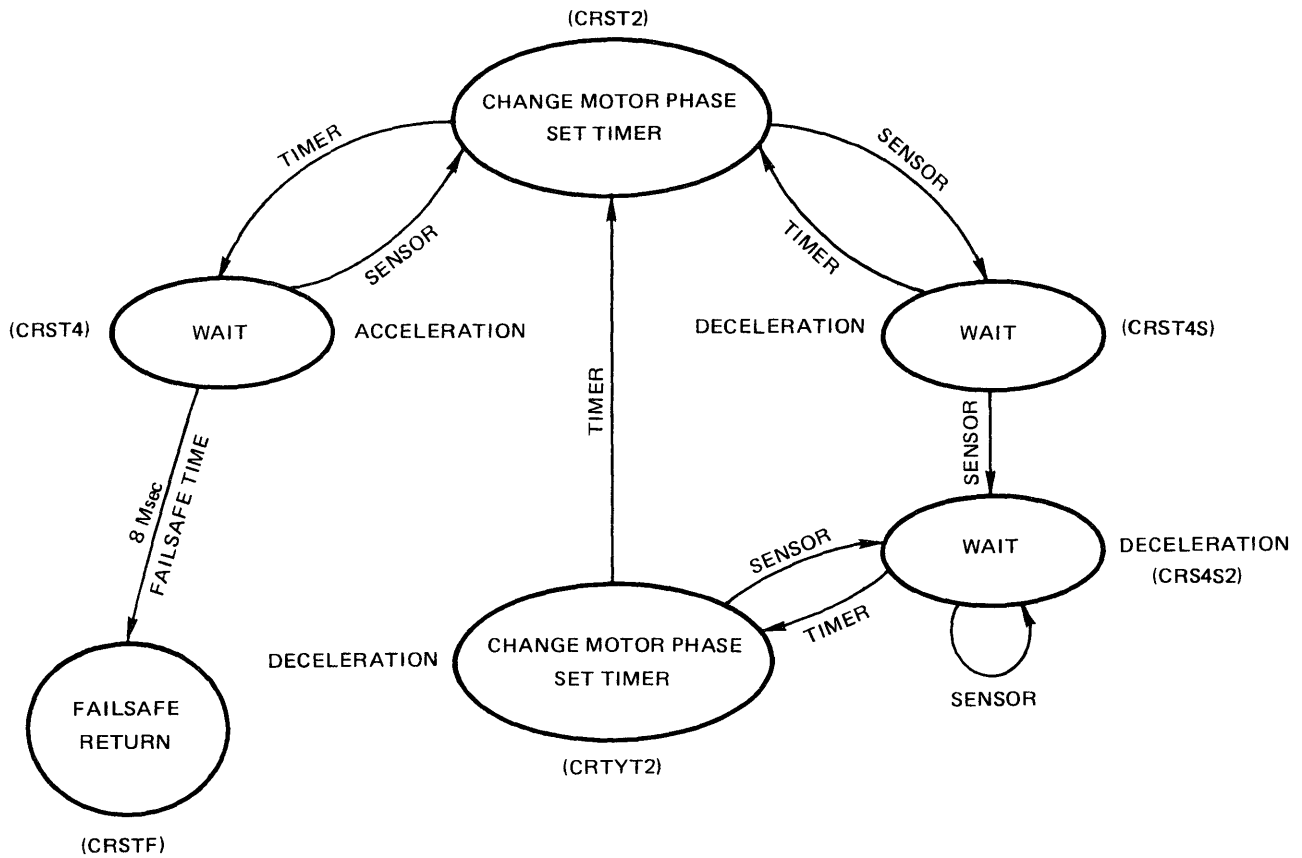 (CRST2)
CHANGE MOTOR PHASE
SET TIMER
TIMER
SENSOR
SENSOR
TIMER
(CRST4)
WAIT
ACCELERATION
DECELERATION
WAIT
(CRST4S)
TIMER
SENSOR
8 Msec
FAILSAFE TIME
SENSOR
WAIT
DECELERATION
(CRS4S2)
TIMER
DECELERATION
CHANGE MOTOR PHASE
SET TIMER
SENSOR
FAILSAFE
RETURN
(CRTYT2)
(CRSTF)